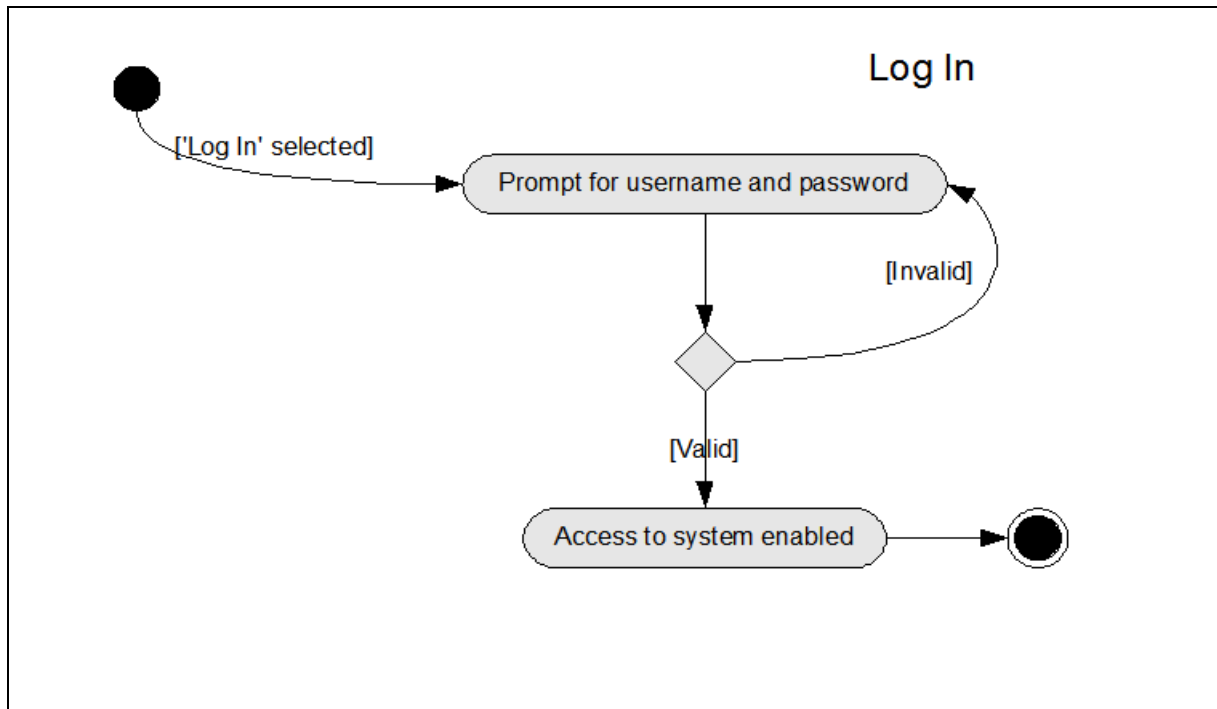 Log In
['Log In' selected]
Prompt for username and password
[Invalid]
[Valid]
Access to system enabled